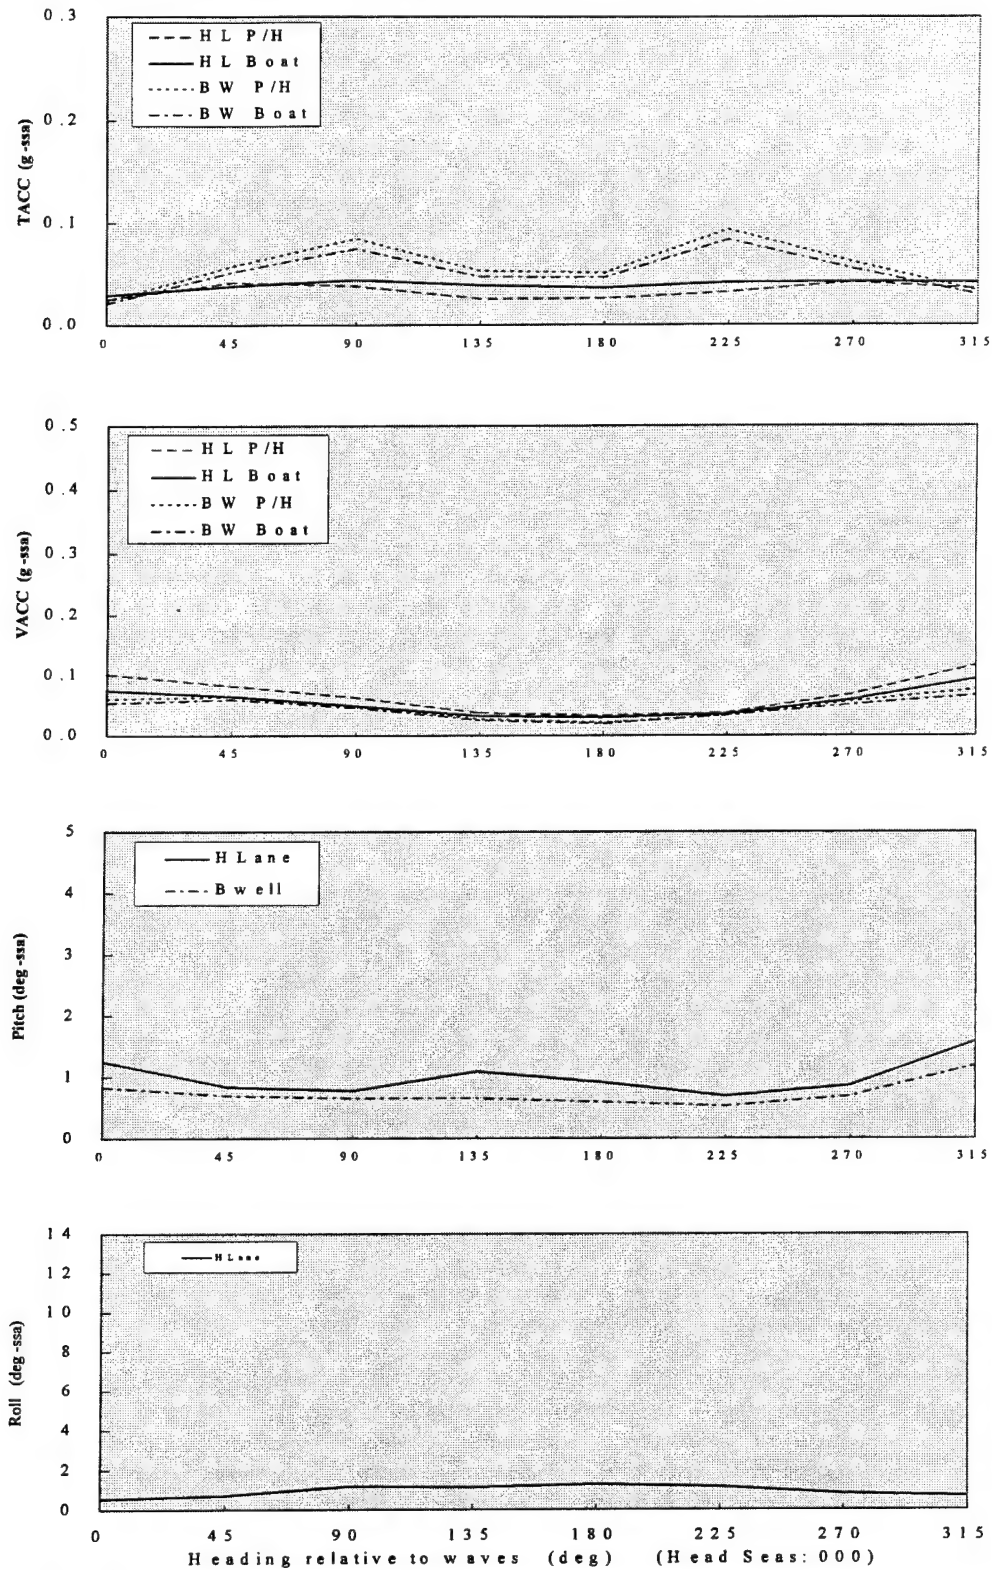 0.3
HL P/H
HL Boat
BW P/H
BW Boat
0.2
TACC (g-ssa)
0.1
0.0
0 45 90 135 180 225 270 315
0.5
HL P/H
HL Boat
BW P/H
BW Boat
0.4
0.3
VACC (g-ssa)
0.2
0.1
0.0
0 45 90 135 180 225 270 315
5
HLane
Bwell
4
3
Pitch (deg-ssa)
2
1
0
0 45 90 135 180 225 270 315
14
HLane
12
10
8
Roll (deg-ssa)
6
4
2
0
0 45 90 135 180 225 270 315
Heading relative to waves (deg) (Head Seas:000)